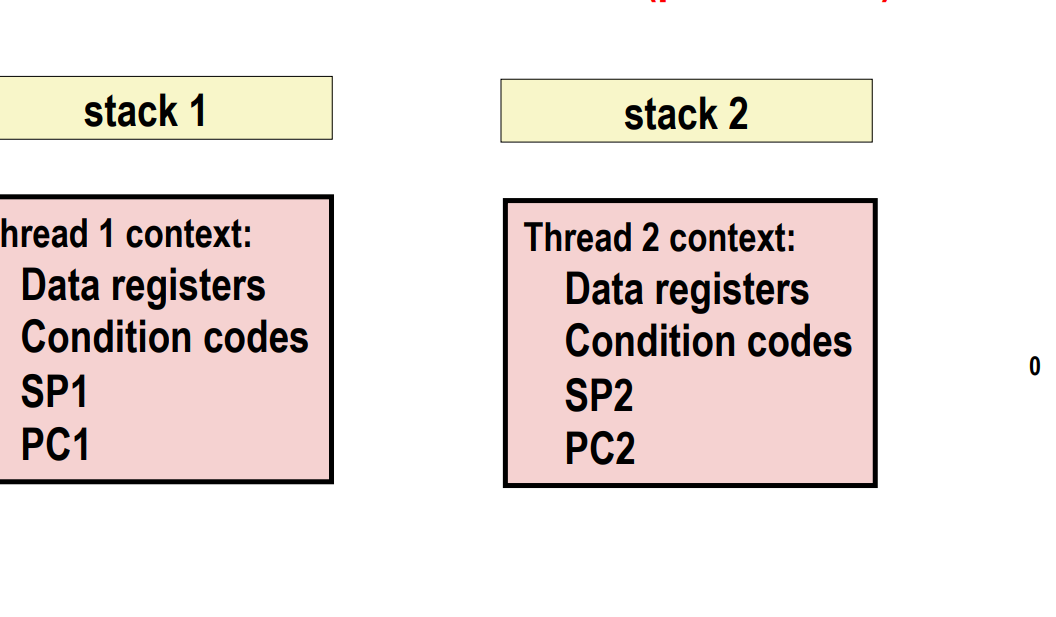 stack 1
stack 2
hread 1 context:
Data registers
Condition codes
SP1
PC1
Thread 2 context:
Data registers
Condition codes
SP2
PC2
0